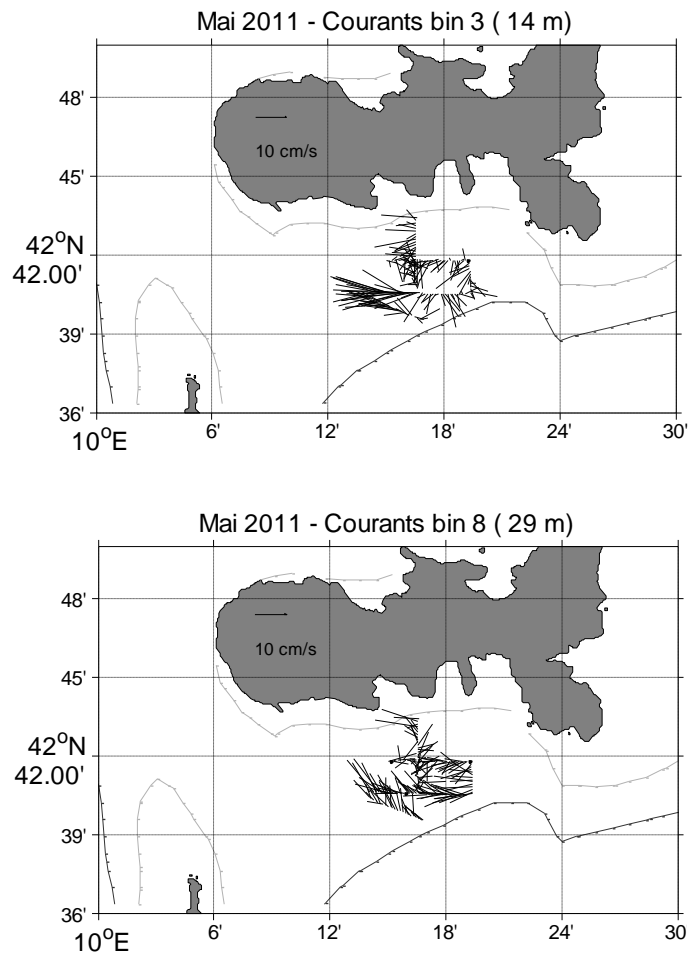 Mai 2011 - Courants bin 3 ( 14 m)
48'
10 cm/s
45'
42°N
42.00'
39'
36'
10°E
6'
12'
18'
24'
30'
Mai 2011 - Courants bin 8 ( 29 m)
48'
10 cm/s
45'
42°N
42.00'
39'
36'
10°E
6'
12'
18'
24'
30